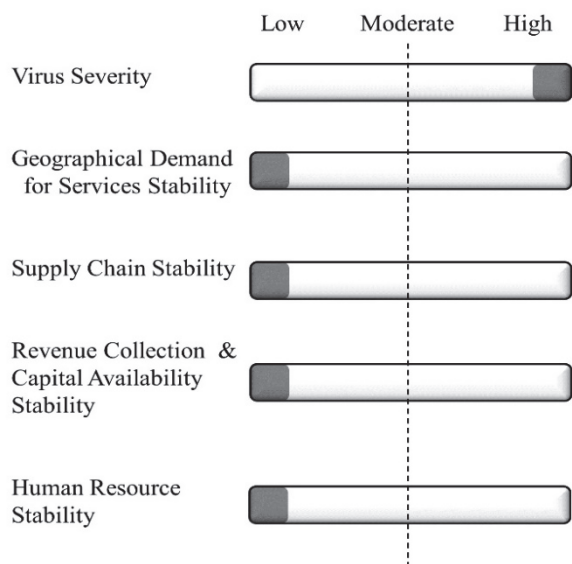 Low Moderate High
Virus Severity
Geographical Demand
for Services Stability
Supply Chain Stability
Revenue Collection &
Capital Availability
Stability
Human Resource
Stability